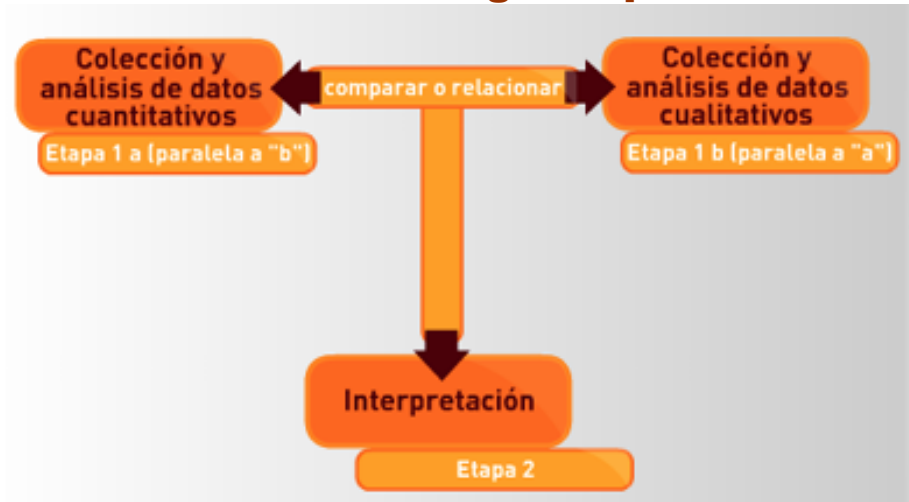 Colección y
análisis de datos
cuantitativos
Etapa 1 a (paralela a "b")
comparar o relacionar
Colección y
análisis de datos
cualitativos
Etapa 1 b (paralela a "a")
Interpretación
Etapa 2